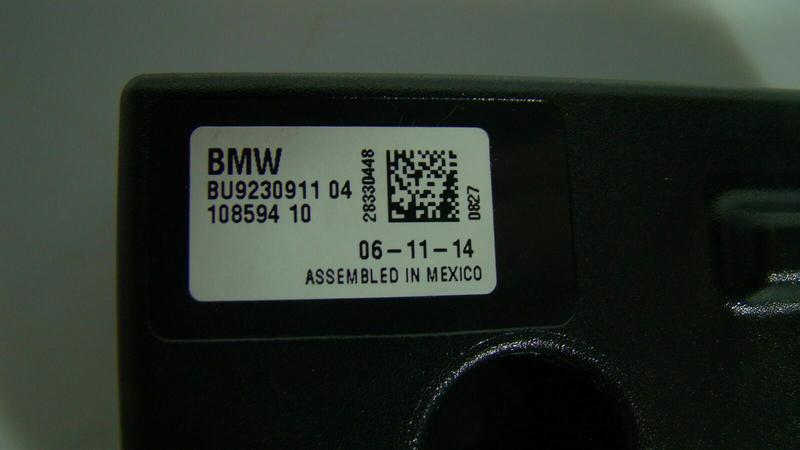 BMW
BU9230911 04
108594 10
28330448
0827
06-11-14
ASSEMBLED IN MEXICO